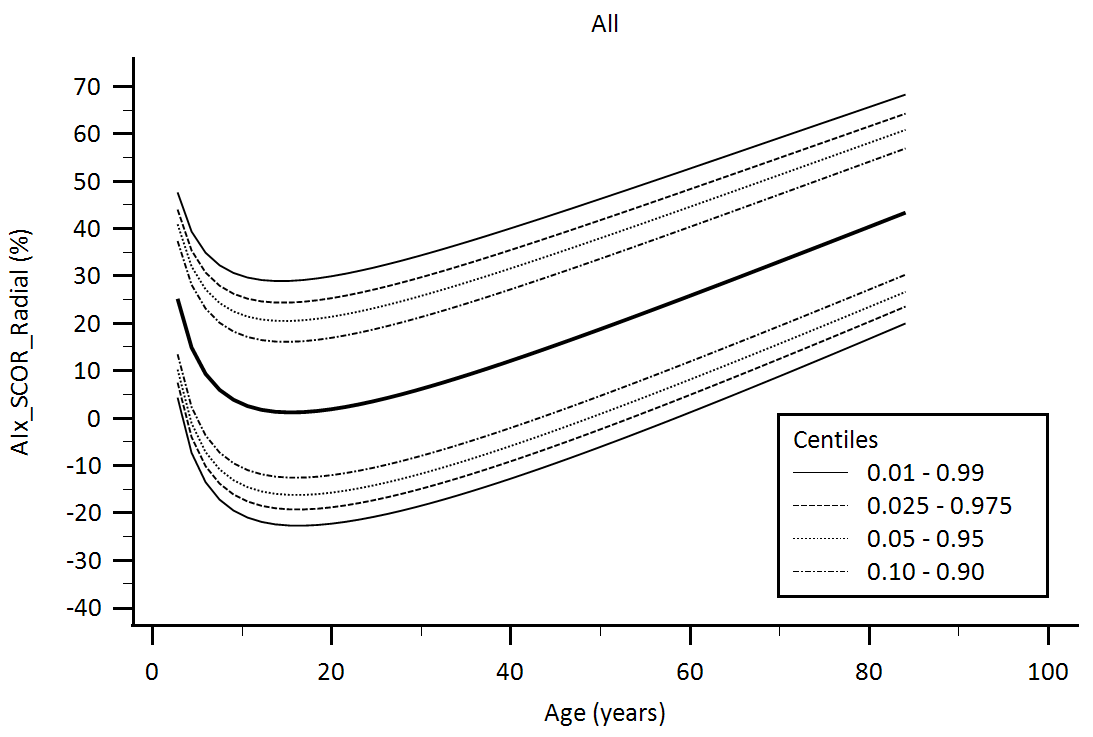 All
AIx_SCOR_Radial (%)
70
60
50
40
30
20
10
0
-10
-20
-30
-40
Centiles
0.01 - 0.99
0.025 - 0.975
0.05 - 0.95
0.10 - 0.90
0 20 40 60 80 100
Age (years)